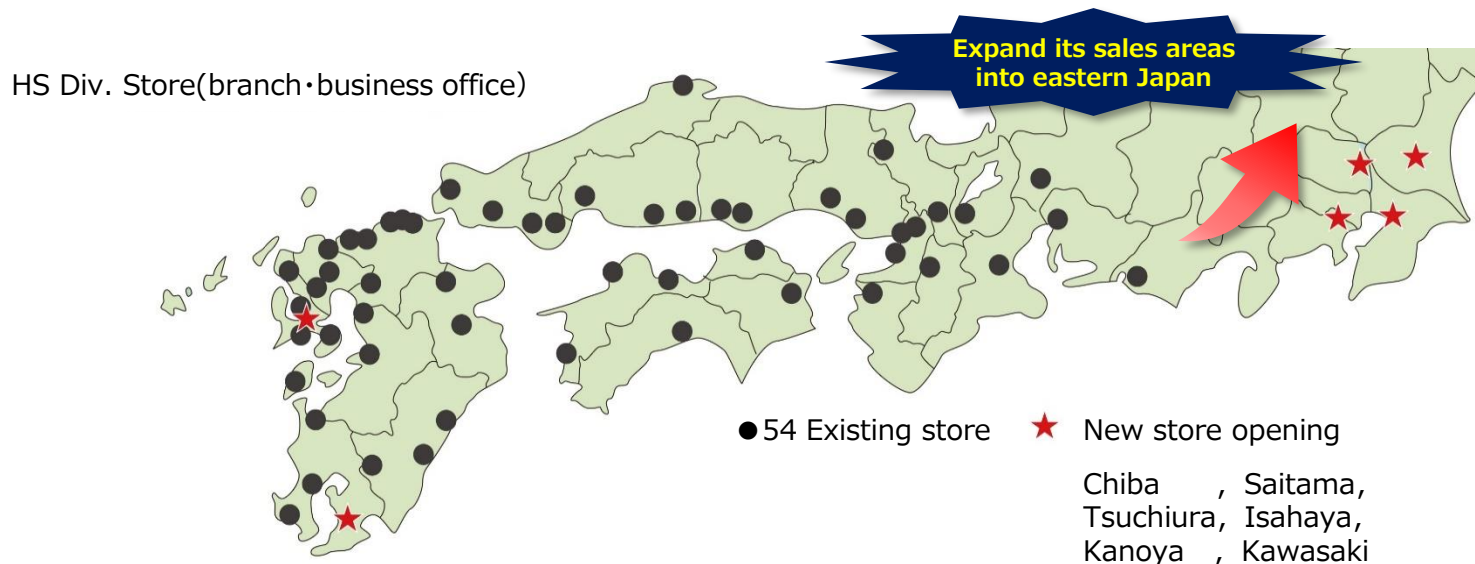 Expand its sales areas
into eastern Japan
HS Div. Store(branch･business office)
●54 Existing store ★ New store opening
Chiba , Saitama,
Tsuchiura, Isahaya,
Kanoya , Kawasaki